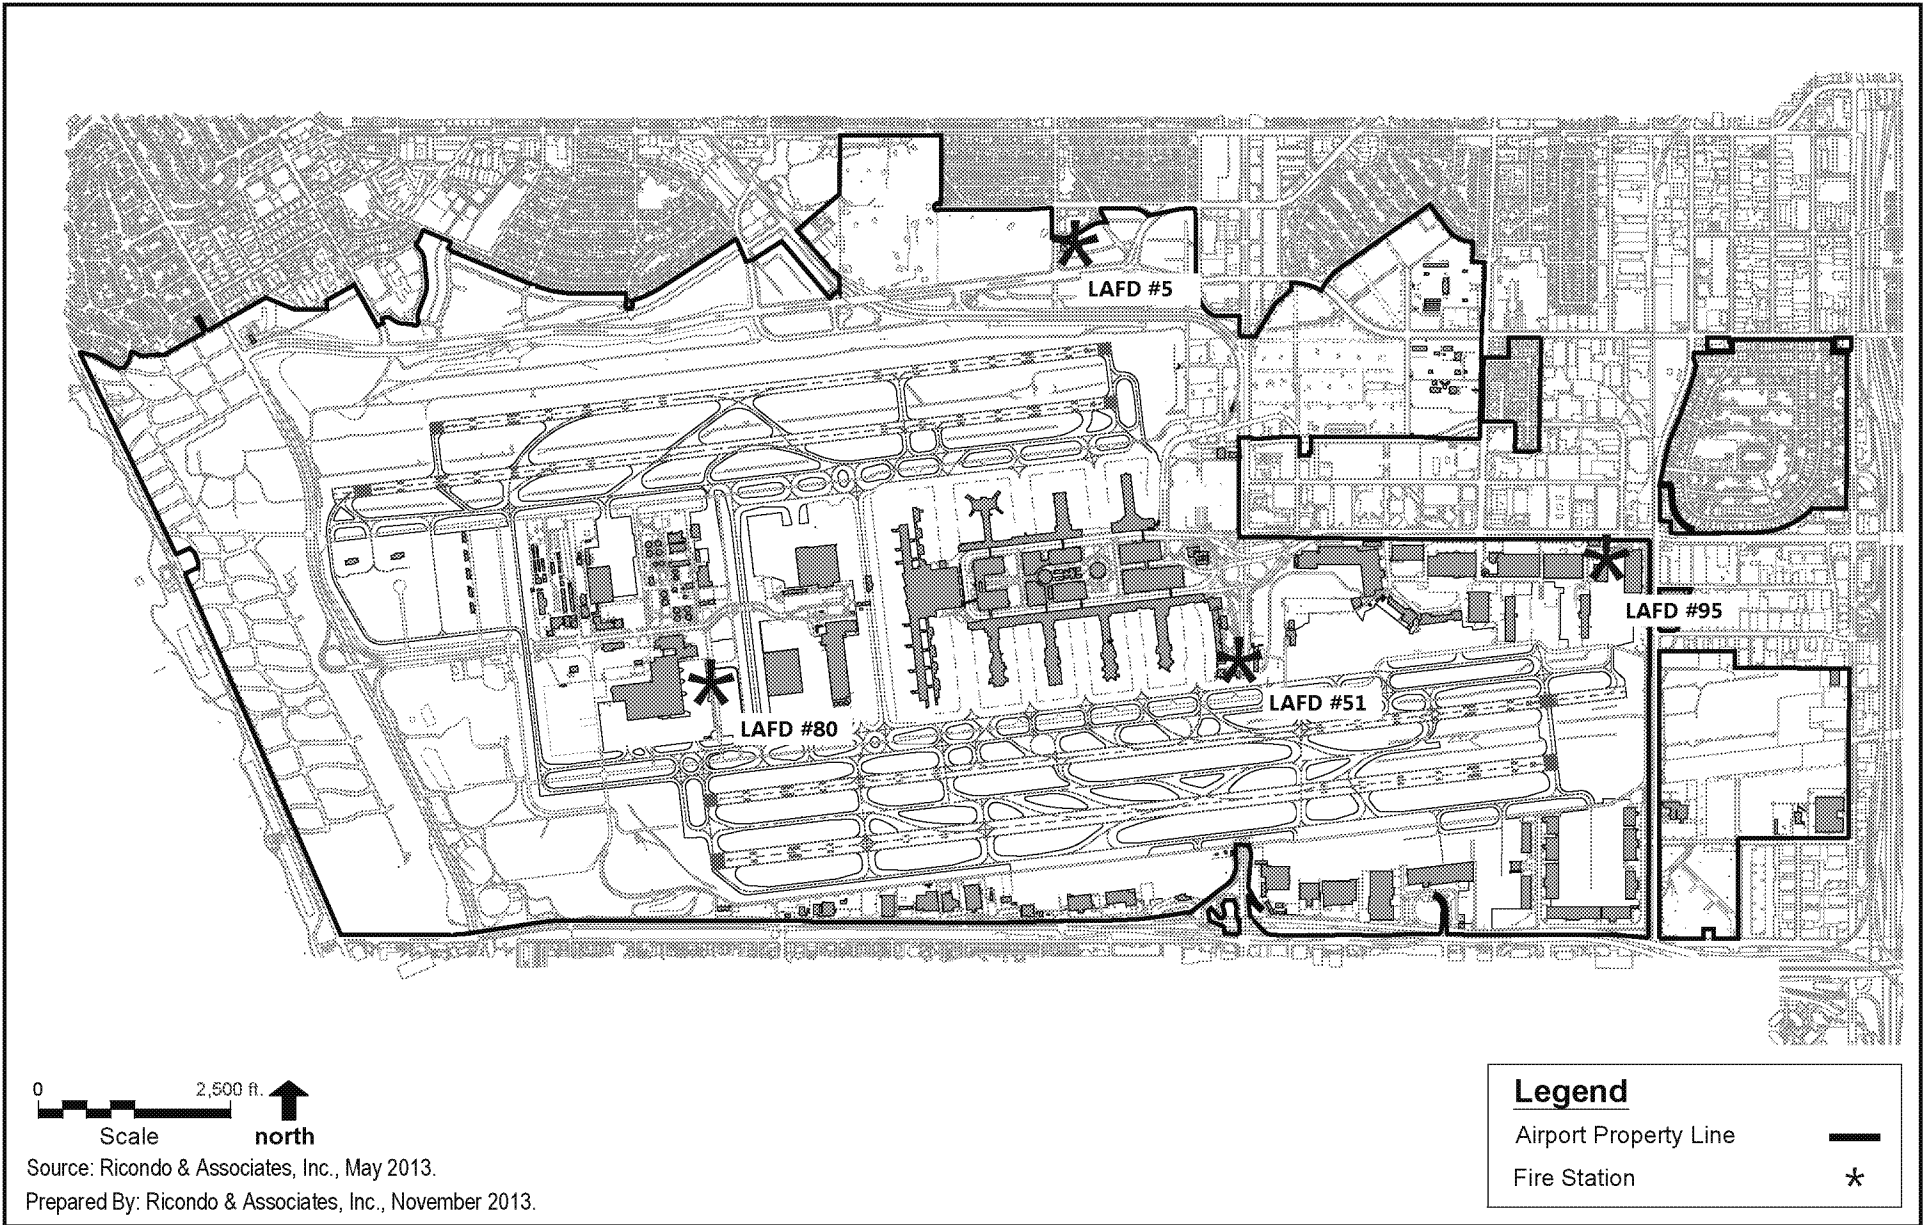 LAFD #5
LAFD #95
LAFD #51
LAFD #80
0 2,500 ft.
Scale north
Source: Ricondo & Associates, Inc., May 2013.
Prepared By: Ricondo & Associates, Inc., November 2013.
Legend
Airport Property Line
Fire Station